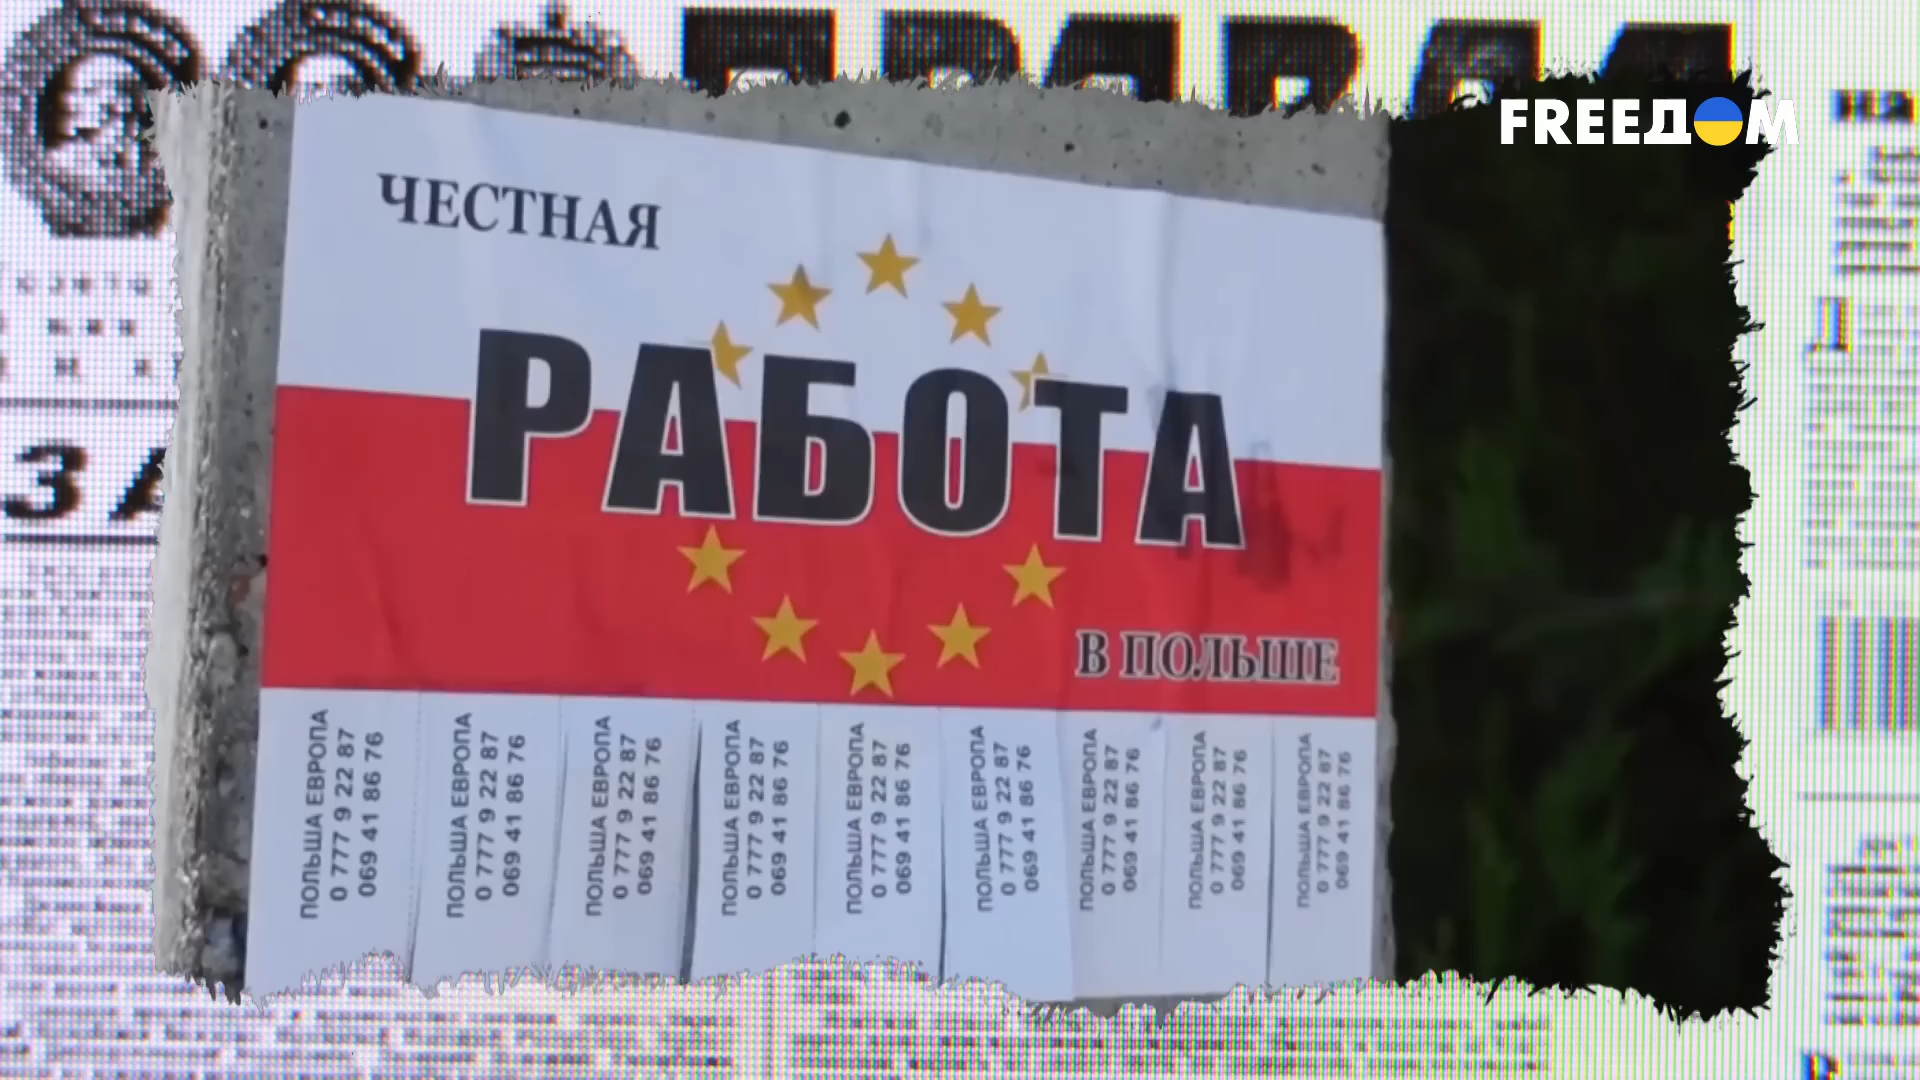 ПРАВДА
FREEДOM
ЧЕСТНАЯ
РАБОТА
В ПОЛЬШЕ
ПОЛЬША ЕВРОПА
0 777 9 22 87
069 41 86 76
ПОЛЬША ЕВРОПА
0 777 9 22 87
069 41 86 76
ПОЛЬША ЕВРОПА
0 777 9 22 87
069 41 86 76
ПОЛЬША ЕВРОПА
0 777 9 22 87
069 41 86 76
ПОЛЬША ЕВРОПА
0 777 9 22 87
069 41 86 76
ПОЛЬША ЕВРОПА
0 777 9 22 87
069 41 86 76
ПОЛЬША ЕВРОПА
0 777 9 22 87
069 41 86 76
ПОЛЬША ЕВРОПА
0 777 9 22 87
069 41 86 76
ПОЛЬША ЕВРОПА
0 777 9 22 87
069 41 86 76